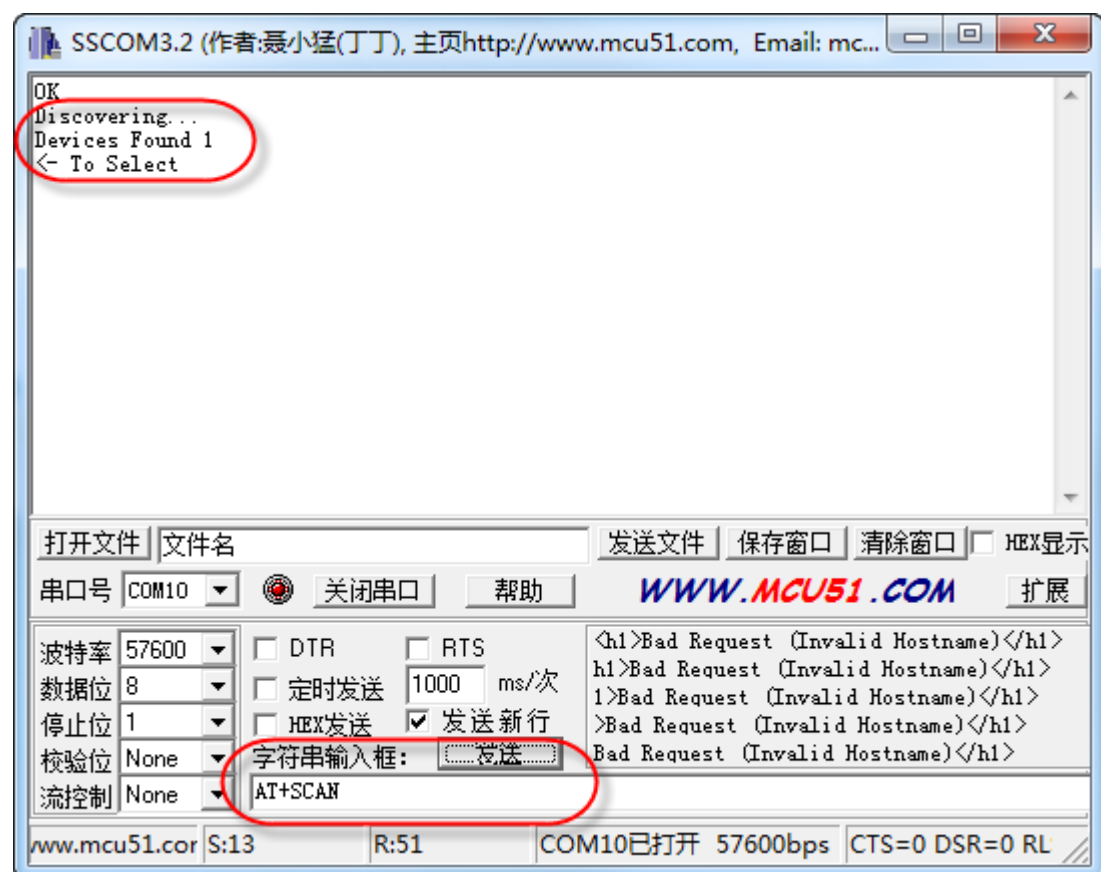 SSCOM3.2 (作者:聂小猛(丁丁), 主页http://www.mcu51.com, Email: mc...
OK
Discovering...
Devices Found 1
<- To Select
打开文件 文件名 发送文件 保存窗口 清除窗口 HEX显示
串口号 COM10 关闭串口 帮助 WWW.MCU51.COM 扩展
波特率 57600 DTR RTS
数据位 8 定时发送 1000 ms/次
停止位 1 HEX发送 发送新行
校验位 None 字符串输入框: 发送
流控制 None AT+SCAN
<h1>Bad Request (Invalid Hostname)</h1>
h1>Bad Request (Invalid Hostname)</h1>
1>Bad Request (Invalid Hostname)</h1>
>Bad Request (Invalid Hostname)</h1>
Bad Request (Invalid Hostname)</h1>
www.mcu51.cor S:13 R:51 COM10已打开 57600bps CTS=0 DSR=0 RL